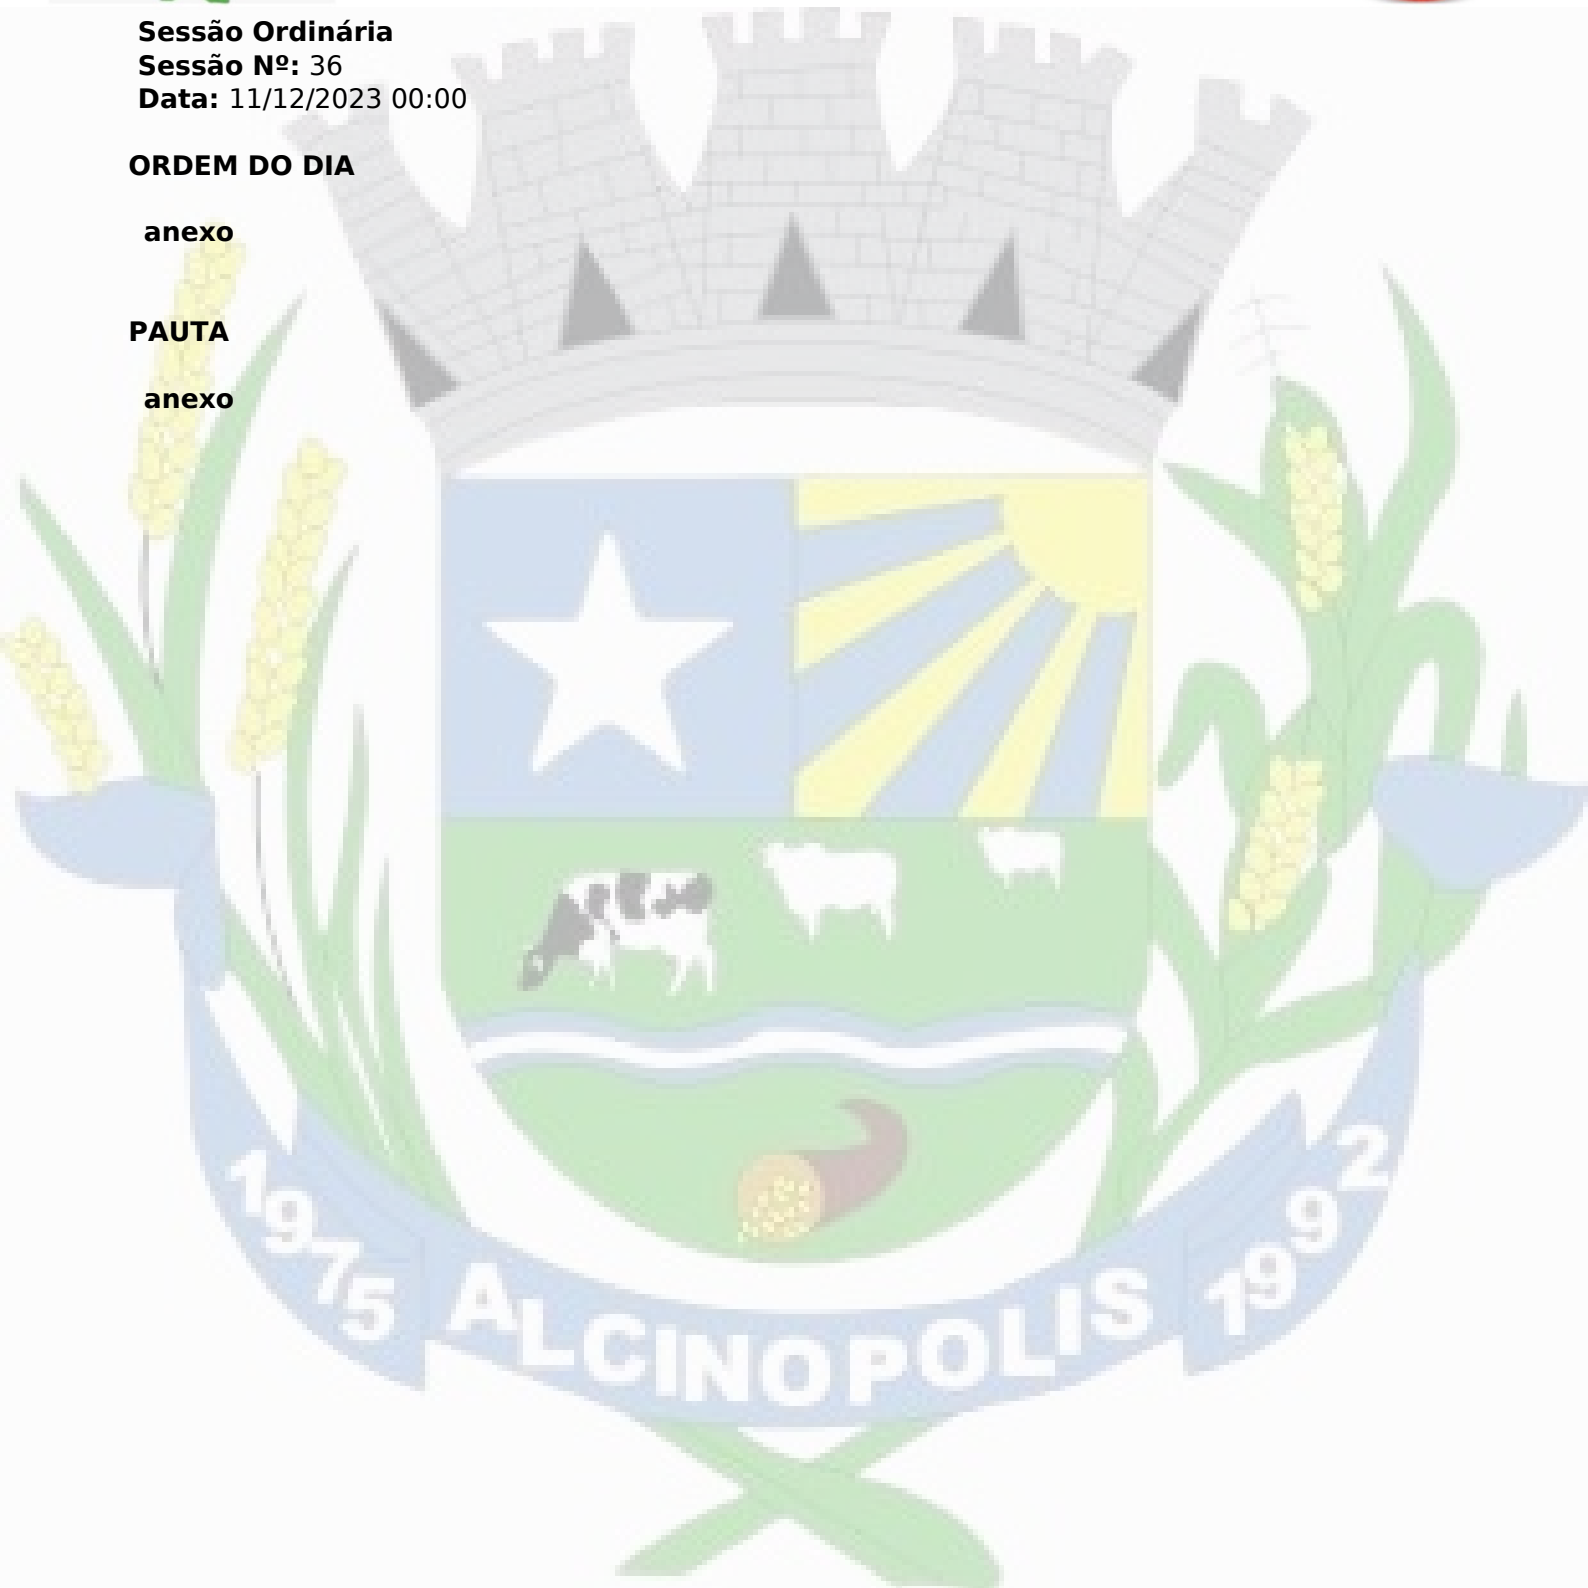 Sessão Ordinária
Sessão Nº: 36
Data: 11/12/2023 00:00
ORDEM DO DIA
anexo
PAUTA
anexo
1975 ALCINOPOLIS 1992